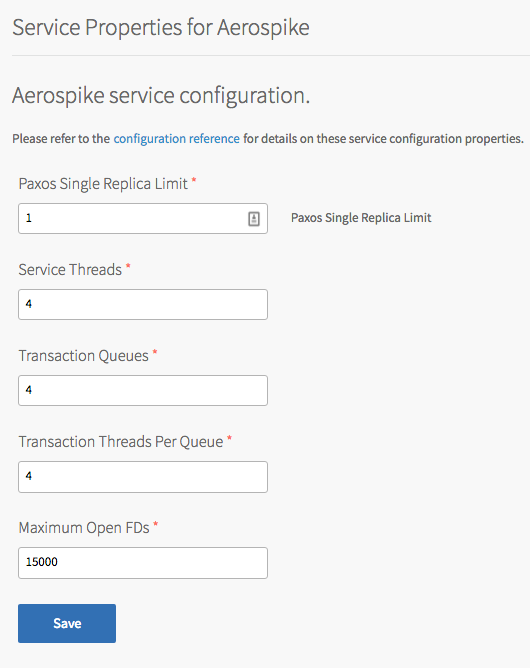 Service Properties for Aerospike
Aerospike service configuration.
Please refer to the configuration reference for details on these service configuration properties.
Paxos Single Replica Limit *
1
Paxos Single Replica Limit
Service Threads *
4
Transaction Queues *
4
Transaction Threads Per Queue *
4
Maximum Open FDs *
15000
Save